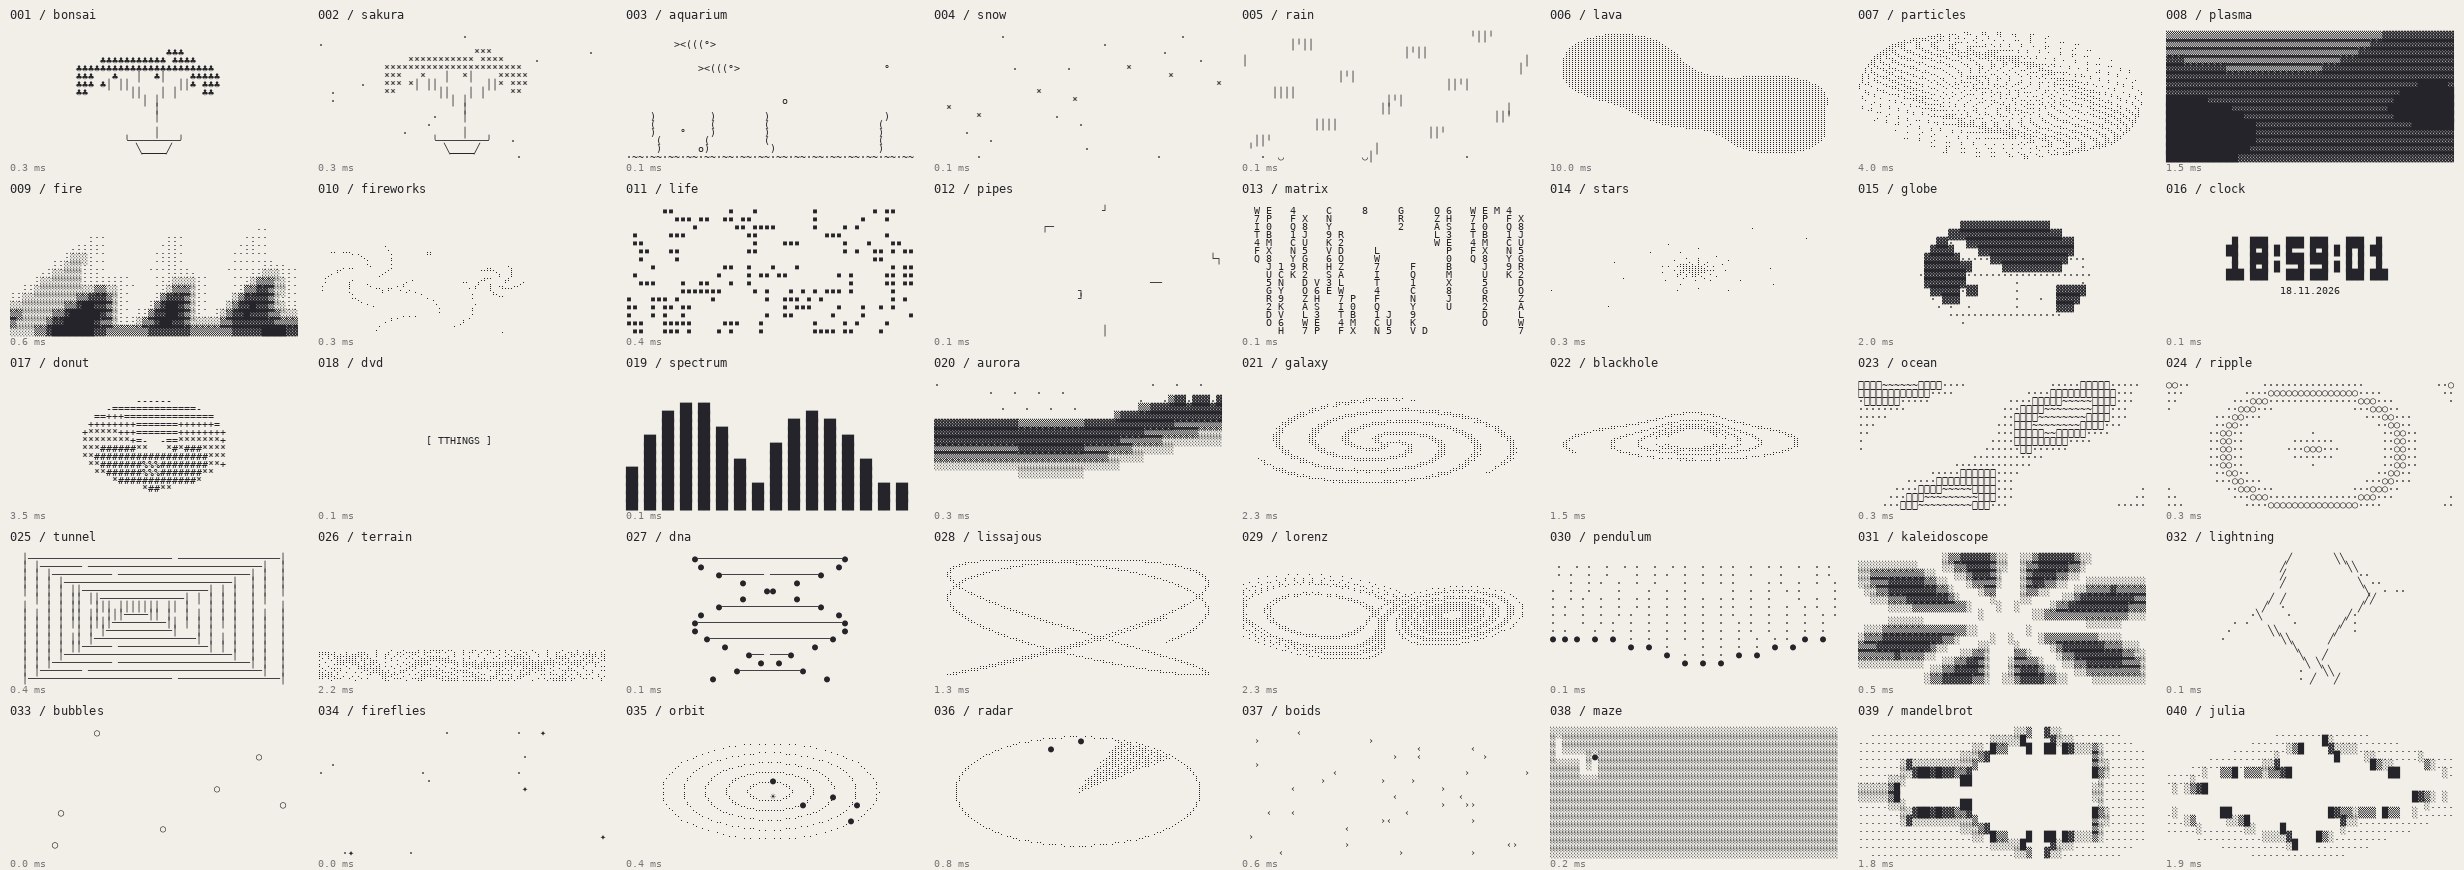 001 / bonsai
002 / sakura
003 / aquarium
004 / snow
005 / rain
006 / lava
007 / particles
008 / plasma
0.3 ms
0.3 ms
0.1 ms
0.1 ms
0.1 ms
10.0 ms
4.0 ms
1.5 ms
009 / fire
010 / fireworks
011 / life
012 / pipes
013 / matrix
014 / stars
015 / globe
016 / clock
18:59:01
18.11.2026
0.6 ms
0.3 ms
0.4 ms
0.1 ms
0.1 ms
0.3 ms
2.0 ms
0.1 ms
017 / donut
018 / dvd
019 / spectrum
020 / aurora
021 / galaxy
022 / blackhole
023 / ocean
024 / ripple
[ TTHINGS ]
3.5 ms
0.1 ms
0.1 ms
0.3 ms
2.3 ms
1.5 ms
0.3 ms
0.3 ms
025 / tunnel
026 / terrain
027 / dna
028 / lissajous
029 / lorenz
030 / pendulum
031 / kaleidoscope
032 / lightning
0.4 ms
2.2 ms
0.1 ms
1.3 ms
2.3 ms
0.1 ms
0.5 ms
0.1 ms
033 / bubbles
034 / fireflies
035 / orbit
036 / radar
037 / boids
038 / maze
039 / mandelbrot
040 / julia
0.0 ms
0.0 ms
0.4 ms
0.8 ms
0.6 ms
0.2 ms
1.8 ms
1.9 ms